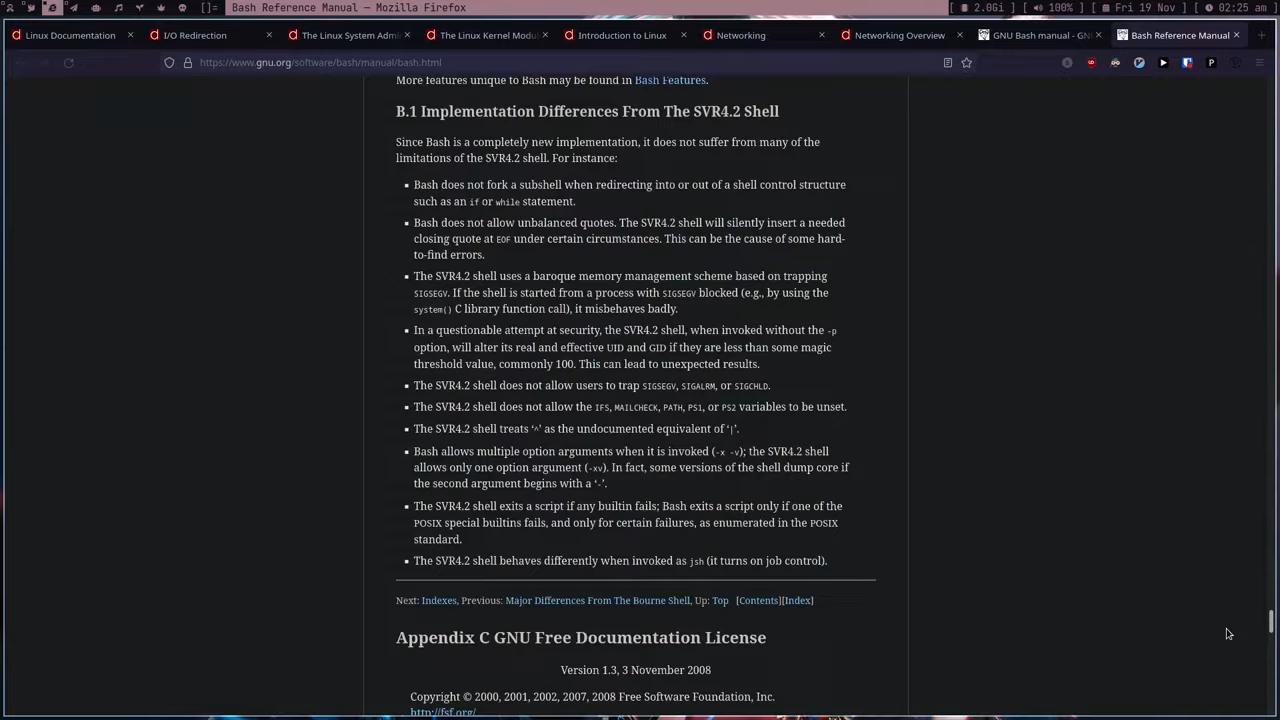 []= Bash Reference Manual — Mozilla Firefox 2.0Gi 100% Fri 19 Nov 02:25 am
Linux Documentation I/O Redirection The Linux System Admi The Linux Kernel Modu Introduction to Linux Networking Networking Overview GNU Bash manual - GNU Bash Reference Manual
https://www.gnu.org/software/bash/manual/bash.html
More features unique to Bash may be found in Bash Features.
B.1 Implementation Differences From The SVR4.2 Shell
Since Bash is a completely new implementation, it does not suffer from many of the
limitations of the SVR4.2 shell. For instance:
▪ Bash does not fork a subshell when redirecting into or out of a shell control structure
such as an if or while statement.
▪ Bash does not allow unbalanced quotes. The SVR4.2 shell will silently insert a needed
closing quote at EOF under certain circumstances. This can be the cause of some hard-
to-find errors.
▪ The SVR4.2 shell uses a baroque memory management scheme based on trapping
SIGSEGV. If the shell is started from a process with SIGSEGV blocked (e.g., by using the
system() C library function call), it misbehaves badly.
▪ In a questionable attempt at security, the SVR4.2 shell, when invoked without the -p
option, will alter its real and effective UID and GID if they are less than some magic
threshold value, commonly 100. This can lead to unexpected results.
▪ The SVR4.2 shell does not allow users to trap SIGSEGV, SIGALRM, or SIGCHLD.
▪ The SVR4.2 shell does not allow the IFS, MAILCHECK, PATH, PS1, or PS2 variables to be unset.
▪ The SVR4.2 shell treats ‘^’ as the undocumented equivalent of ‘|’.
▪ Bash allows multiple option arguments when it is invoked (-x -v); the SVR4.2 shell
allows only one option argument (-xv). In fact, some versions of the shell dump core if
the second argument begins with a ‘-’.
▪ The SVR4.2 shell exits a script if any builtin fails; Bash exits a script only if one of the
POSIX special builtins fails, and only for certain failures, as enumerated in the POSIX
standard.
▪ The SVR4.2 shell behaves differently when invoked as jsh (it turns on job control).
Next: Indexes, Previous: Major Differences From The Bourne Shell, Up: Top [Contents][Index]
Appendix C GNU Free Documentation License
Version 1.3, 3 November 2008
Copyright © 2000, 2001, 2002, 2007, 2008 Free Software Foundation, Inc.
http://fsf.org/